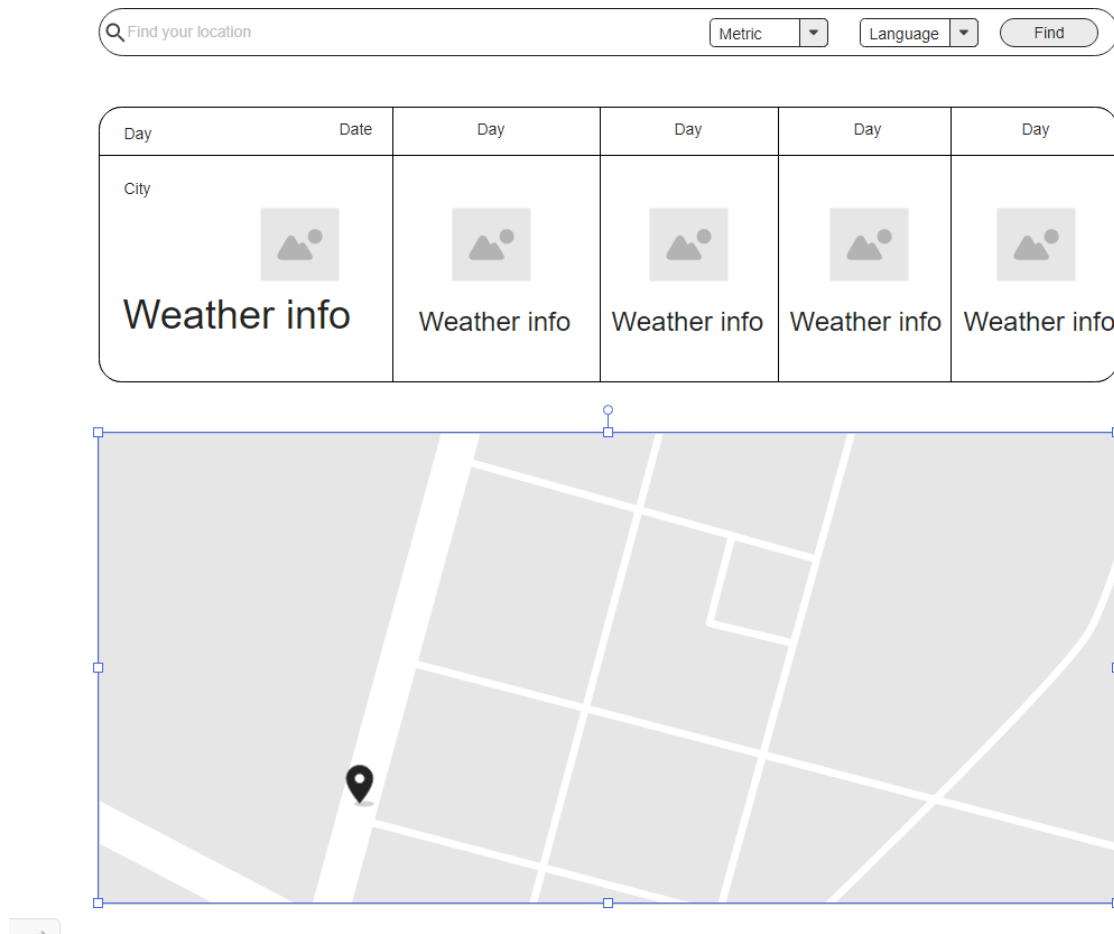 Find your location Metric Language Find
Day Date Day Day Day Day
City
Weather info Weather info Weather info Weather info Weather info